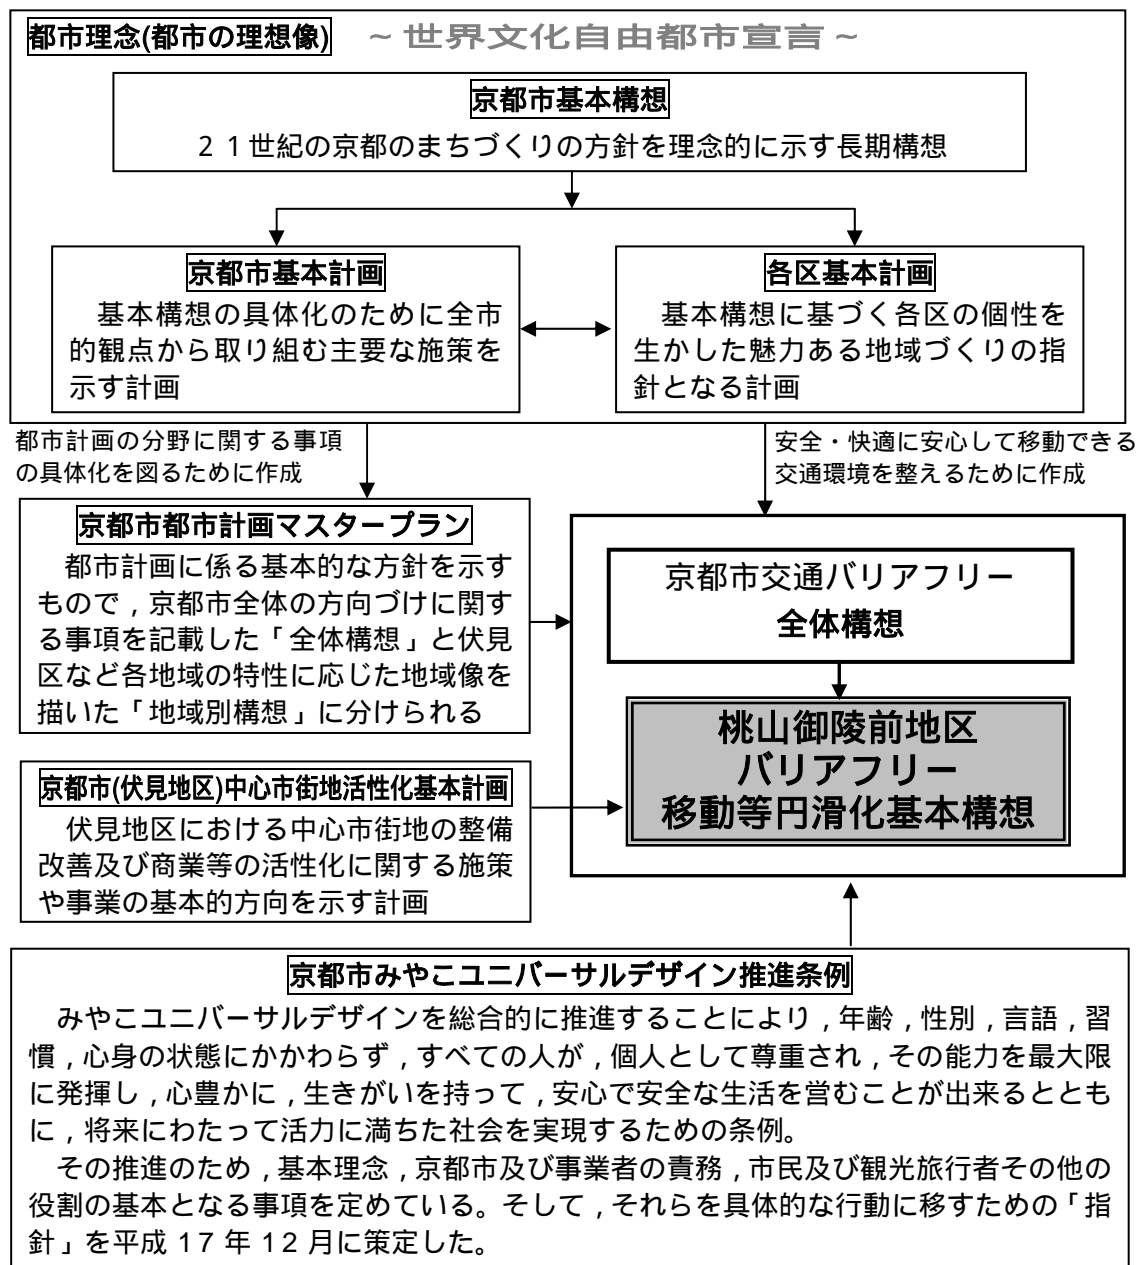 都市理念(都市の理想像) ～世界文化自由都市宣言～
京都市基本構想
２１世紀の京都のまちづくりの方針を理念的に示す長期構想
京都市基本計画
基本構想の具体化のために全市
的観点から取り組む主要な施策を
示す計画
各区基本計画
基本構想に基づく各区の個性を
生かした魅力ある地域づくりの指
針となる計画
都市計画の分野に関する事項
の具体化を図るために作成
安全・快適に安心して移動できる
交通環境を整えるために作成
京都市都市計画マスタープラン
都市計画に係る基本的な方針を示す
もので，京都市全体の方向づけに関す
る事項を記載した「全体構想」と伏見
区など各地域の特性に応じた地域像を
描いた「地域別構想」に分けられる
京都市交通バリアフリー
全体構想
桃山御陵前地区
バリアフリー
移動等円滑化基本構想
京都市(伏見地区)中心市街地活性化基本計画
伏見地区における中心市街地の整備
改善及び商業等の活性化に関する施策
や事業の基本的方向を示す計画
京都市みやこユニバーサルデザイン推進条例
みやこユニバーサルデザインを総合的に推進することにより，年齢，性別，言語，習
慣，心身の状態にかかわらず，すべての人が，個人として尊重され，その能力を最大限
に発揮し，心豊かに，生きがいを持って，安心で安全な生活を営むことが出来るととも
に，将来にわたって活力に満ちた社会を実現するための条例。
その推進のため，基本理念，京都市及び事業者の責務，市民及び観光旅行者その他の
役割の基本となる事項を定めている。そして，それらを具体的な行動に移すための「指
針」を平成 17 年 12 月に策定した。